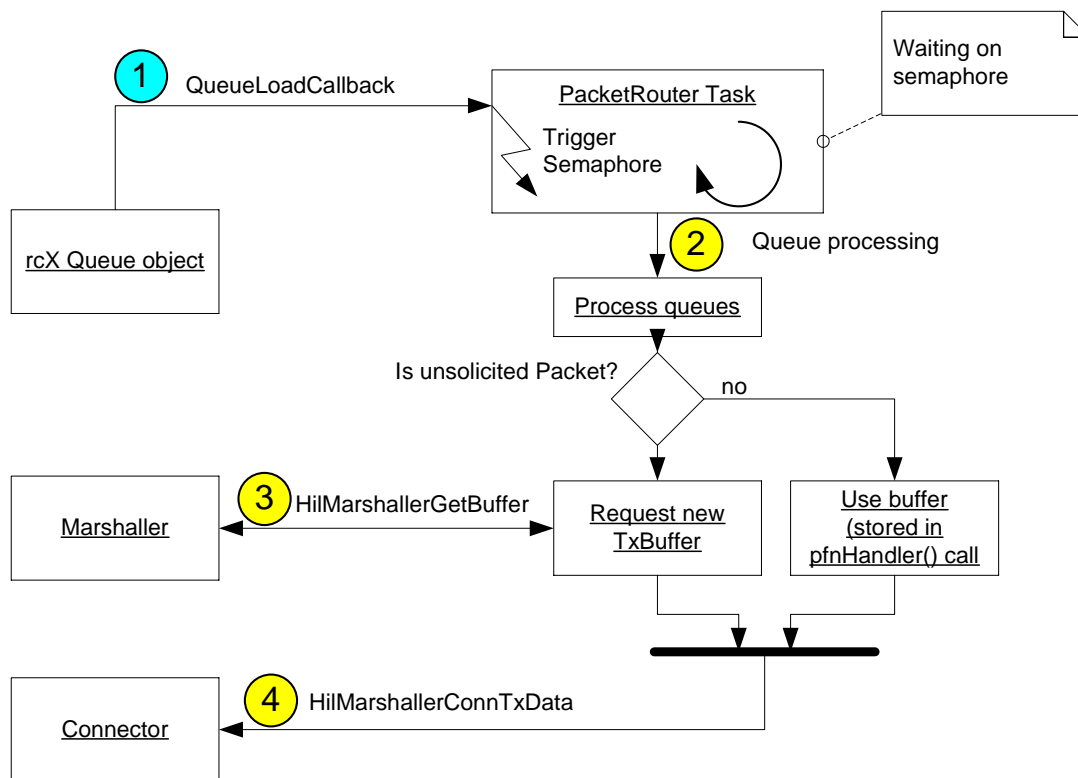 1
QueueLoadCallback
PacketRouter Task
Waiting on
semaphore
Trigger
Semaphore
rcX Queue object
2
Queue processing
Process queues
Is unsolicited Packet?
no
Marshaller
3
HilMarshallerGetBuffer
Request new
TxBuffer
Use buffer
(stored in
pfnHandler() call
Connector
4
HilMarshallerConnTxData